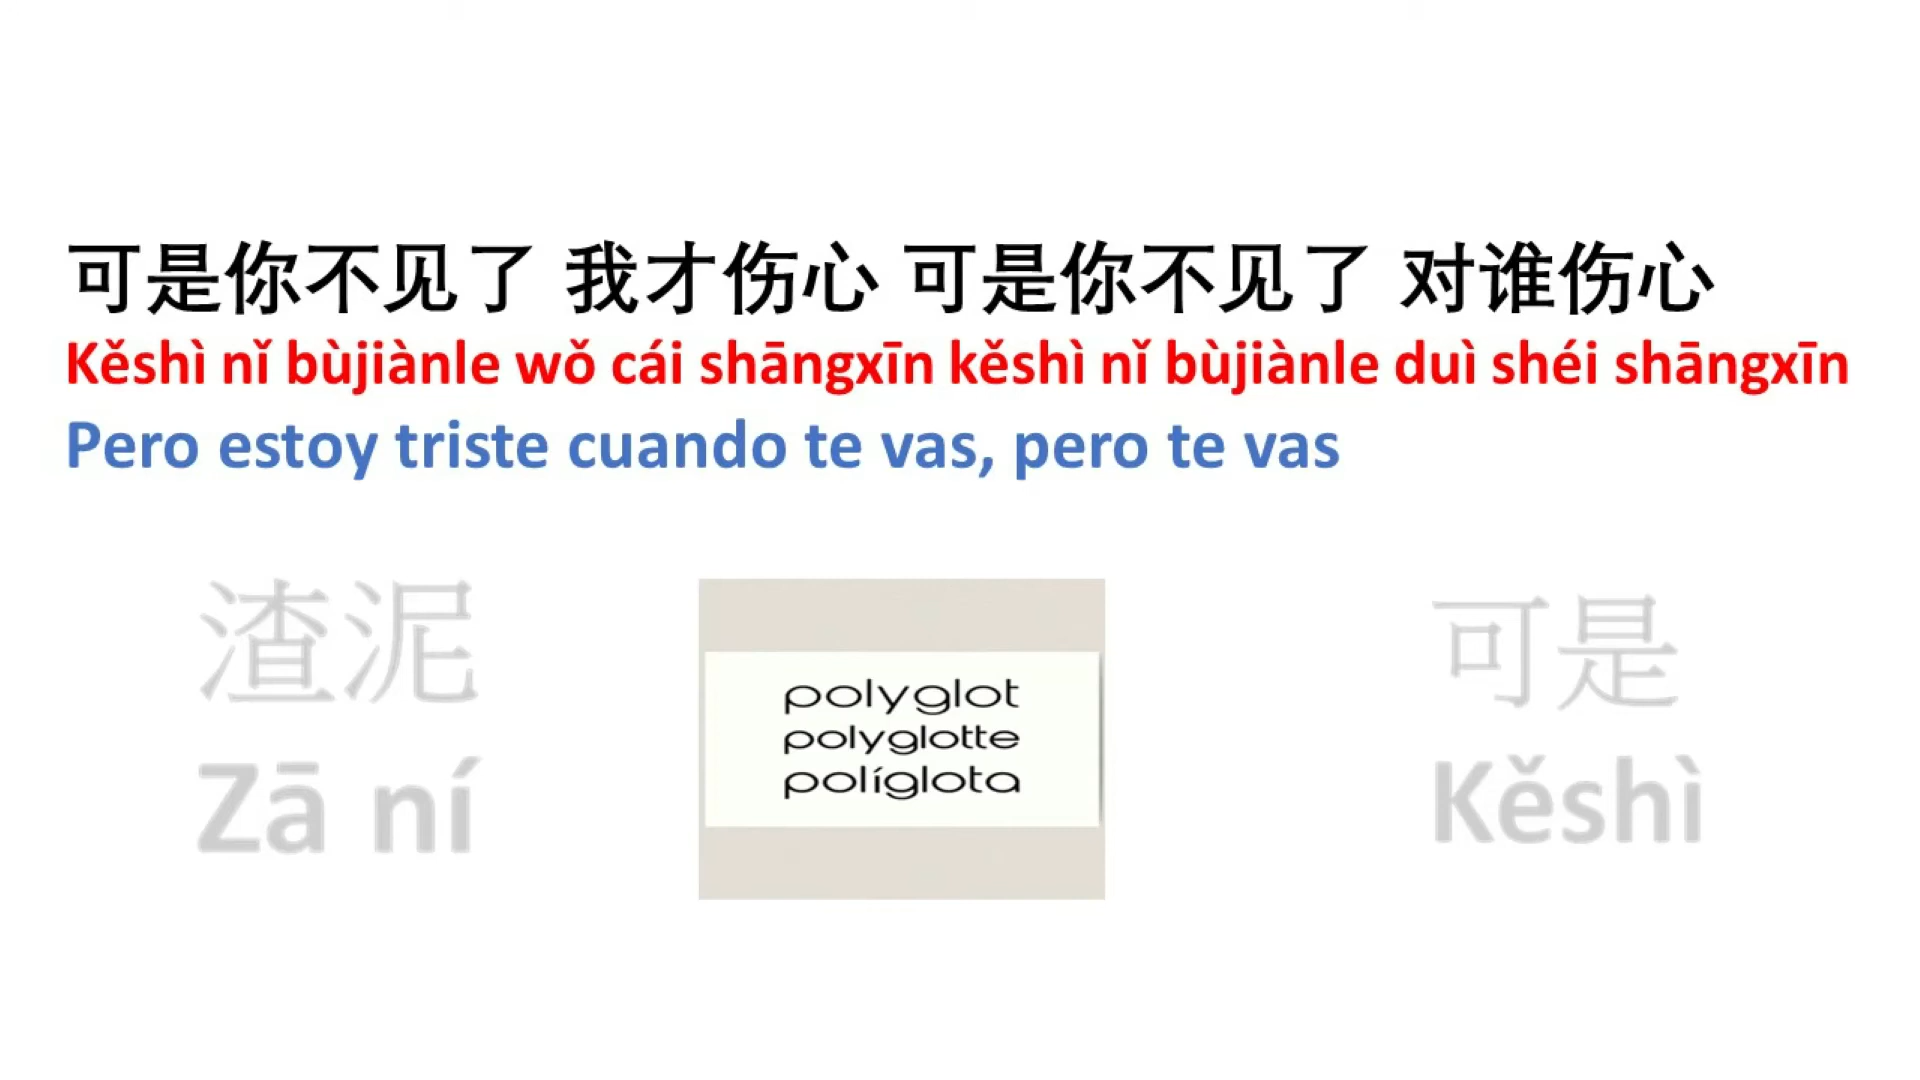 可是你不见了 我才伤心 可是你不见了 对谁伤心
Kěshì nǐ bùjiànle wǒ cái shāngxīn kěshì nǐ bùjiànle duì shéi shāngxīn
Pero estoy triste cuando te vas, pero te vas
渣泥
Zā ní
polyglot
polyglotte
políglota
可是
Kěshì